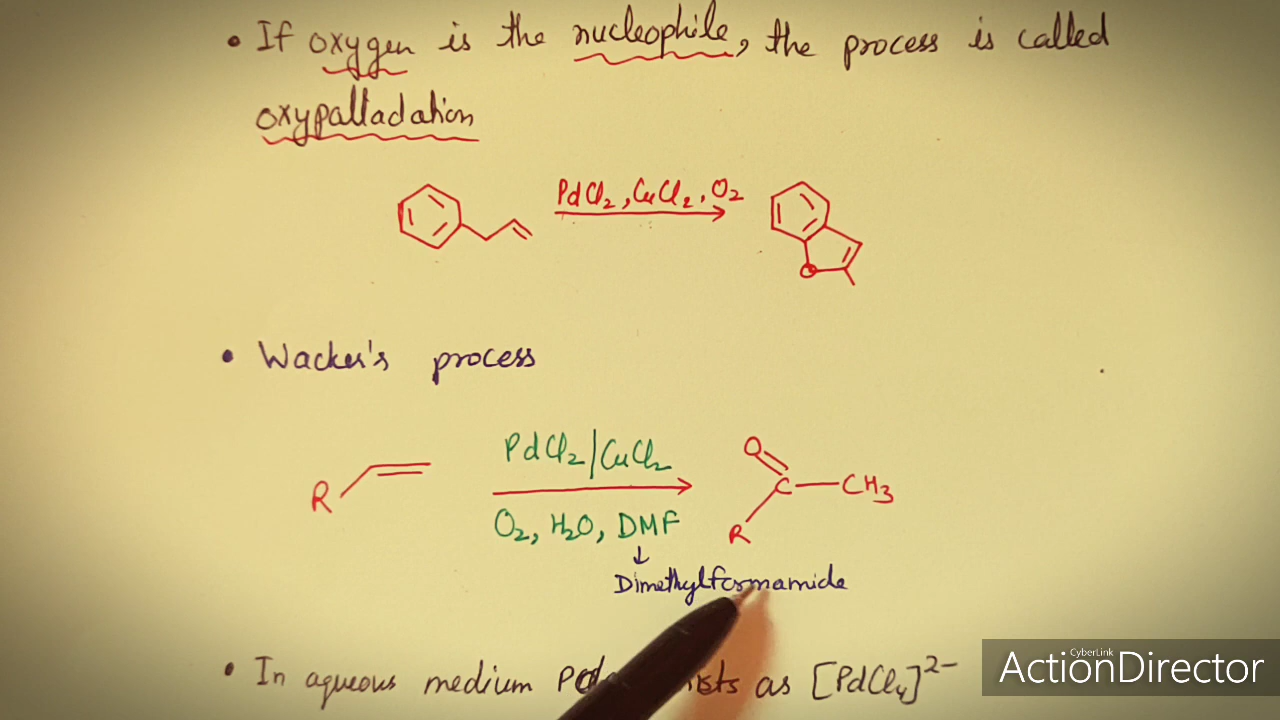 • If oxygen is the nucleophile, the process is called
oxypalladation
PdCl2, CuCl2, O2
O
• Wacker's process
R
PdCl2/CuCl2
O2, H2O, DMF
↓
Dimethylformamide
O
C—CH3
R
• In aqueous medium as [PdCl4]2-
CyberLink
ActionDirector